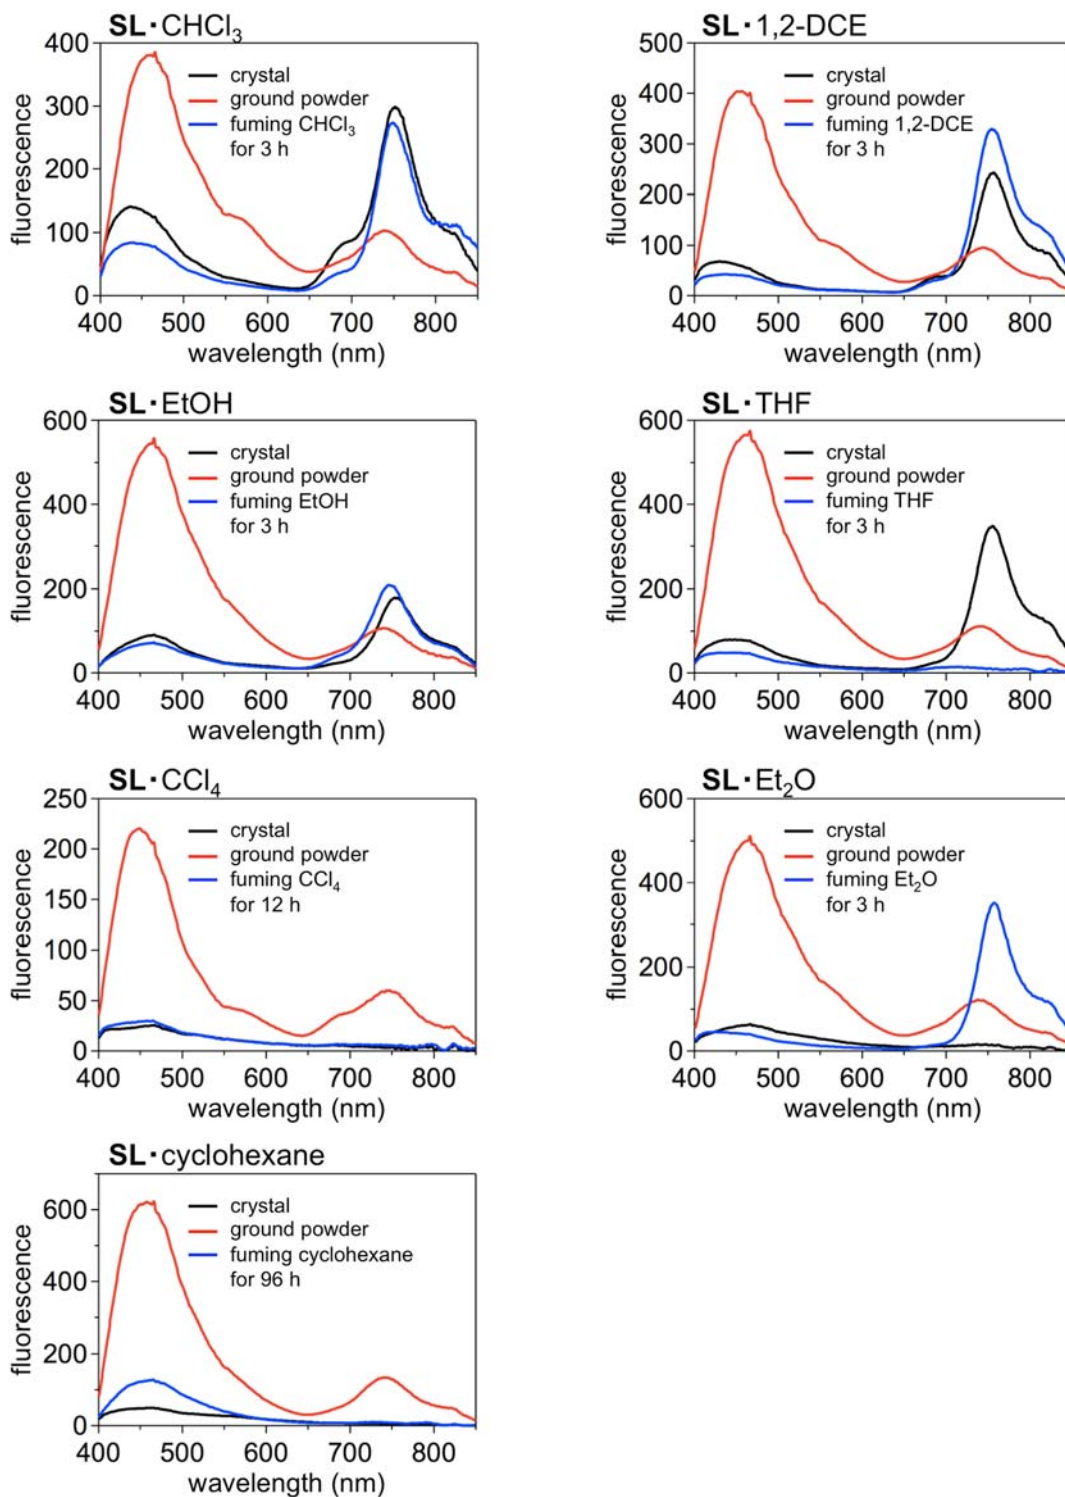 SL·CHCl₃
400
300
200
100
0
fluorescence
crystal
ground powder
fuming CHCl₃
for 3 h
400 500 600 700 800
wavelength (nm)
SL·1,2-DCE
500
400
300
200
100
0
fluorescence
crystal
ground powder
fuming 1,2-DCE
for 3 h
400 500 600 700 800
wavelength (nm)
SL·EtOH
600
400
200
0
fluorescence
crystal
ground powder
fuming EtOH
for 3 h
400 500 600 700 800
wavelength (nm)
SL·THF
600
400
200
0
fluorescence
crystal
ground powder
fuming THF
for 3 h
400 500 600 700 800
wavelength (nm)
SL·CCl₄
250
200
150
100
50
0
fluorescence
crystal
ground powder
fuming CCl₄
for 12 h
400 500 600 700 800
wavelength (nm)
SL·Et₂O
600
400
200
0
fluorescence
crystal
ground powder
fuming Et₂O
for 3 h
400 500 600 700 800
wavelength (nm)
SL·cyclohexane
600
400
200
0
fluorescence
crystal
ground powder
fuming cyclohexane
for 96 h
400 500 600 700 800
wavelength (nm)